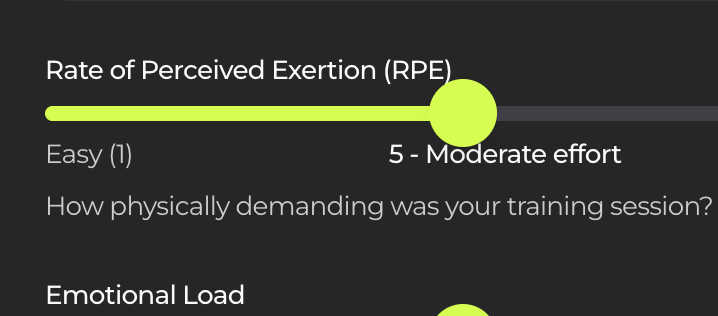 Rate of Perceived Exertion (RPE)
Easy (1) 5 - Moderate effort
How physically demanding was your training session?
Emotional Load